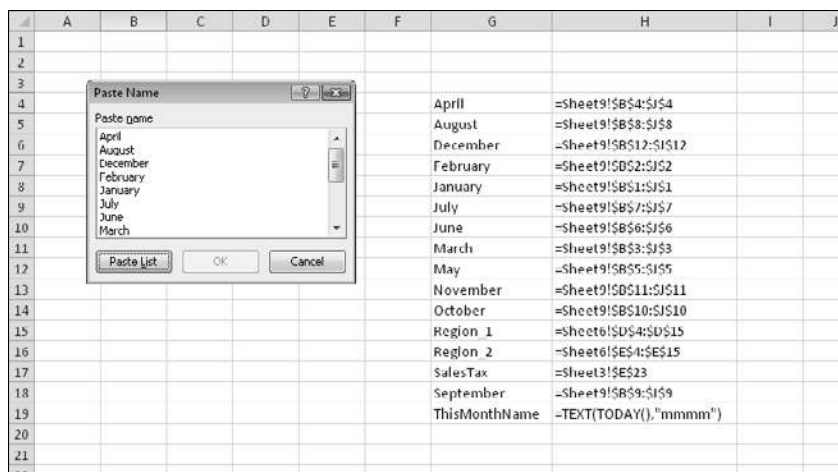 A B C D E F G H I J
1
2
3
4 April =Sheet9!$B$4:$J$4
5 August =Sheet9!$B$8:$J$8
6 December =Sheet9!$B$12:$J$12
7 February =Sheet9!$B$2:$J$2
8 January =Sheet9!$B$1:$J$1
9 July =Sheet9!$B$7:$J$7
10 June =Sheet9!$B$6:$J$6
11 March =Sheet9!$B$3:$J$3
12 May =Sheet9!$B$5:$J$5
13 November =Sheet9!$B$11:$J$11
14 October =Sheet9!$B$10:$J$10
15 Region_1 =Sheet6!$D$4:$D$15
16 Region_2 =Sheet6!$E$4:$E$15
17 SalesTax =Sheet3!$E$23
18 September =Sheet9!$B$9:$J$9
19 ThisMonthName =TEXT(TODAY(),"mmmm")
20
21
Paste Name
Paste name
April
August
December
February
January
July
June
March
Paste List OK Cancel